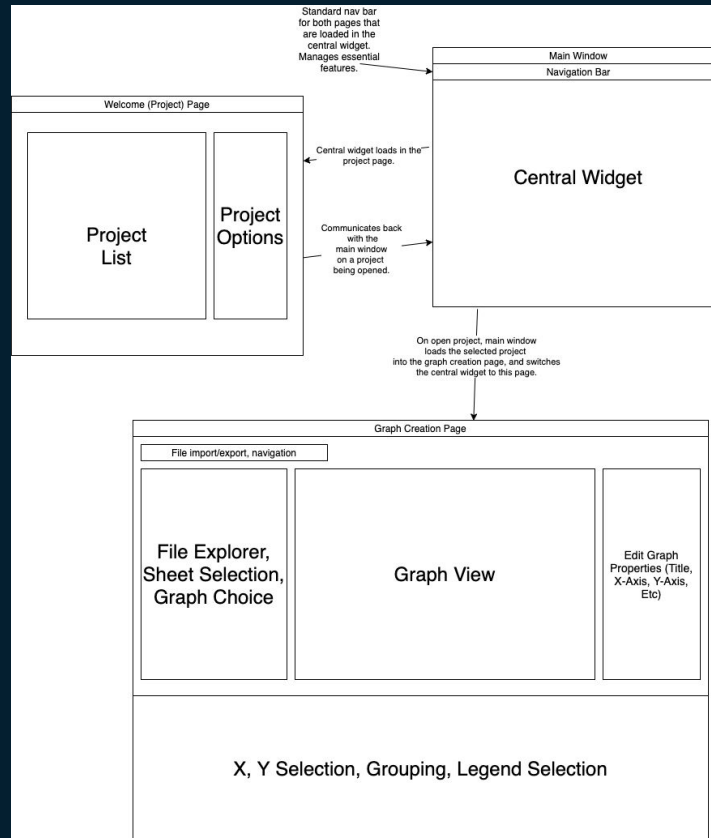 Standard nav bar
for both pages that
are loaded in the
central widget.
Manages essential
features.
Main Window
Navigation Bar
Central Widget
Welcome (Project) Page
Project
List
Project
Options
Central widget loads in the
project page.
Communicates back
with the
main window
on a project
being opened.
On open project, main window
loads the selected project
into the graph creation page, and switches
the central widget to this page.
Graph Creation Page
File import/export, navigation
File Explorer,
Sheet Selection,
Graph Choice
Graph View
Edit Graph
Properties (Title,
X-Axis, Y-Axis,
Etc)
X, Y Selection, Grouping, Legend Selection